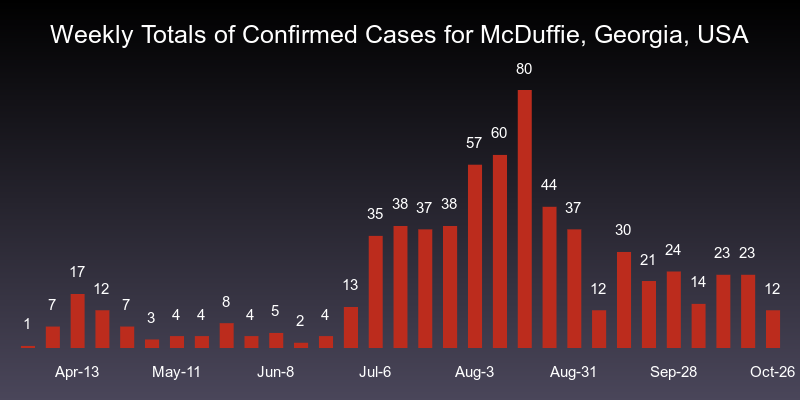 Weekly Totals of Confirmed Cases for McDuffie, Georgia, USA
1 7 17 12 7 3 4 4 8 4 5 2 4 13 35 38 37 38 57 60 80 44 37 12 30 21 24 14 23 23 12
Apr-13 May-11 Jun-8 Jul-6 Aug-3 Aug-31 Sep-28 Oct-26